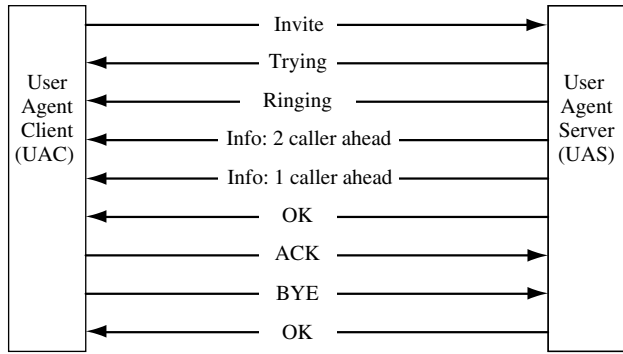 Invite
Trying
Ringing
Info: 2 caller ahead
Info: 1 caller ahead
OK
ACK
BYE
OK
User
Agent
Client
(UAC)
User
Agent
Server
(UAS)